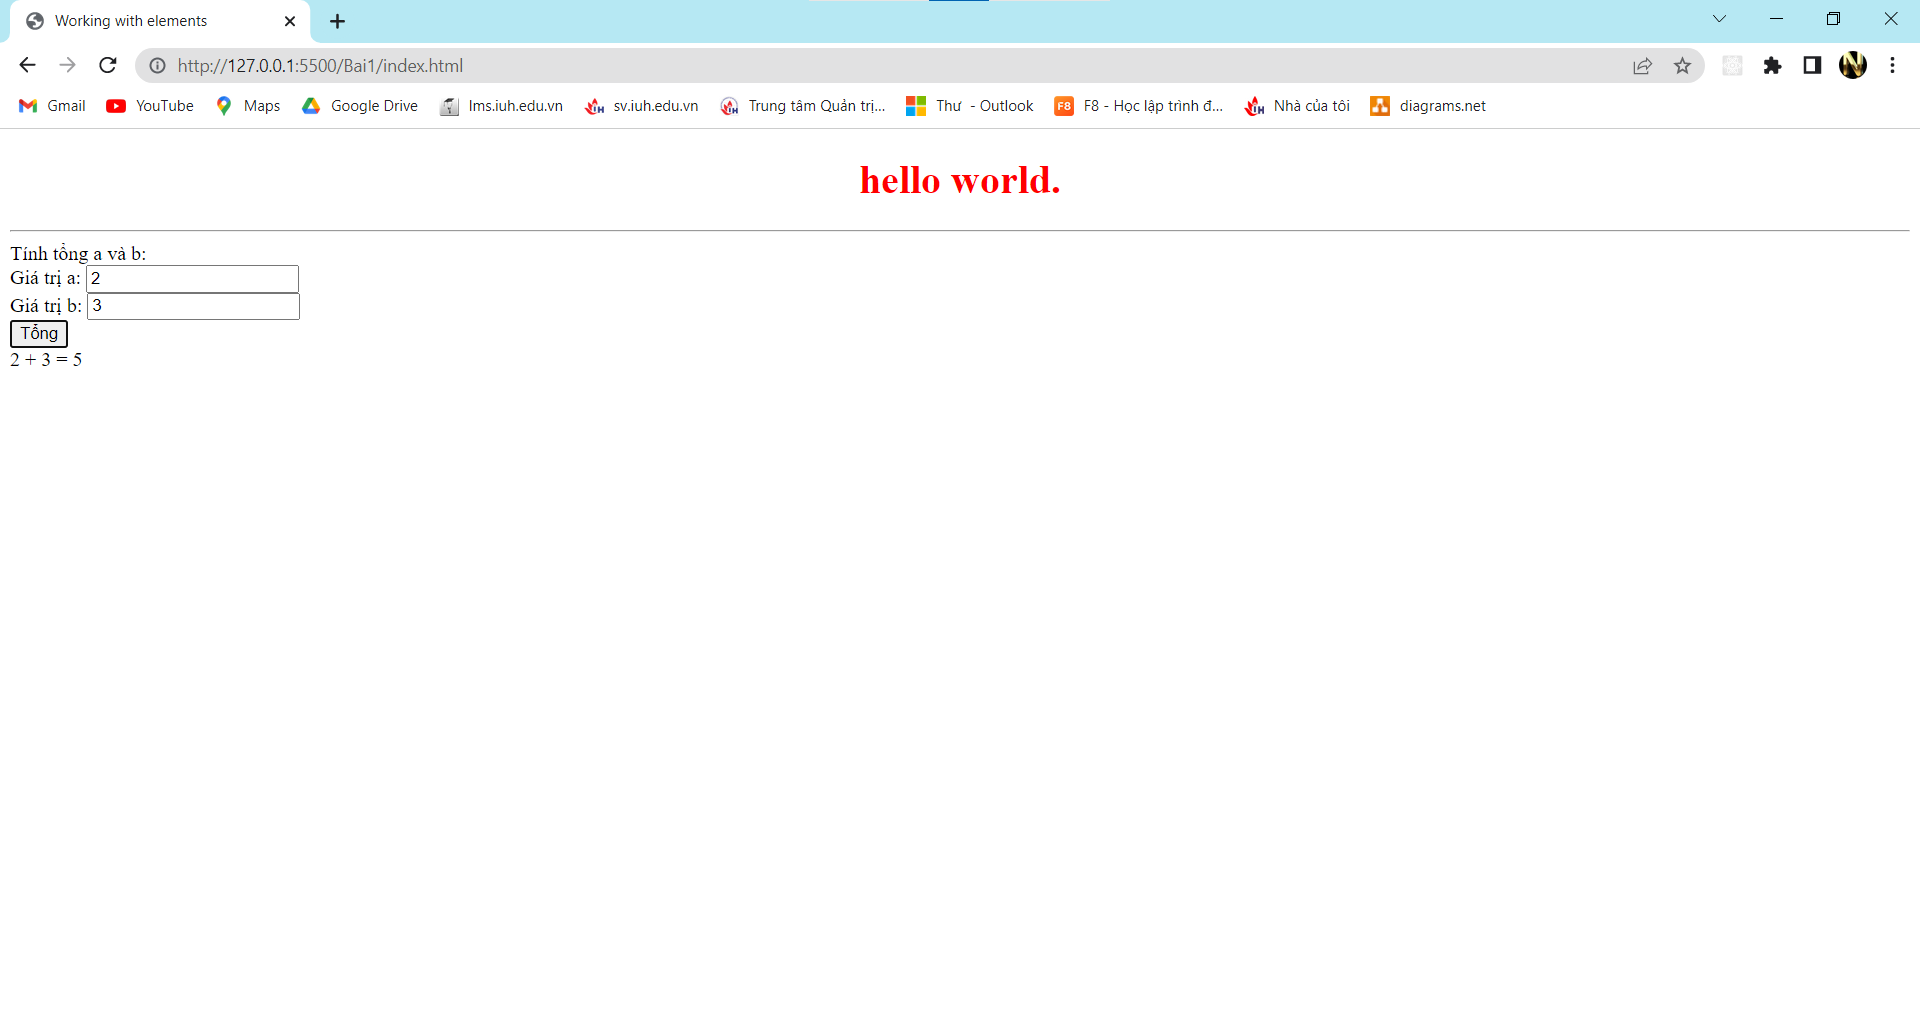 Working with elements
http://127.0.0.1:5500/Bai1/index.html
Gmail YouTube Maps Google Drive lms.iuh.edu.vn sv.iuh.edu.vn Trung tâm Quản trị... Thư - Outlook F8 F8 - Học lập trình đ... Nhà của tôi diagrams.net
hello world.
Tính tổng a và b:
Giá trị a: 2
Giá trị b: 3
Tổng
2 + 3 = 5